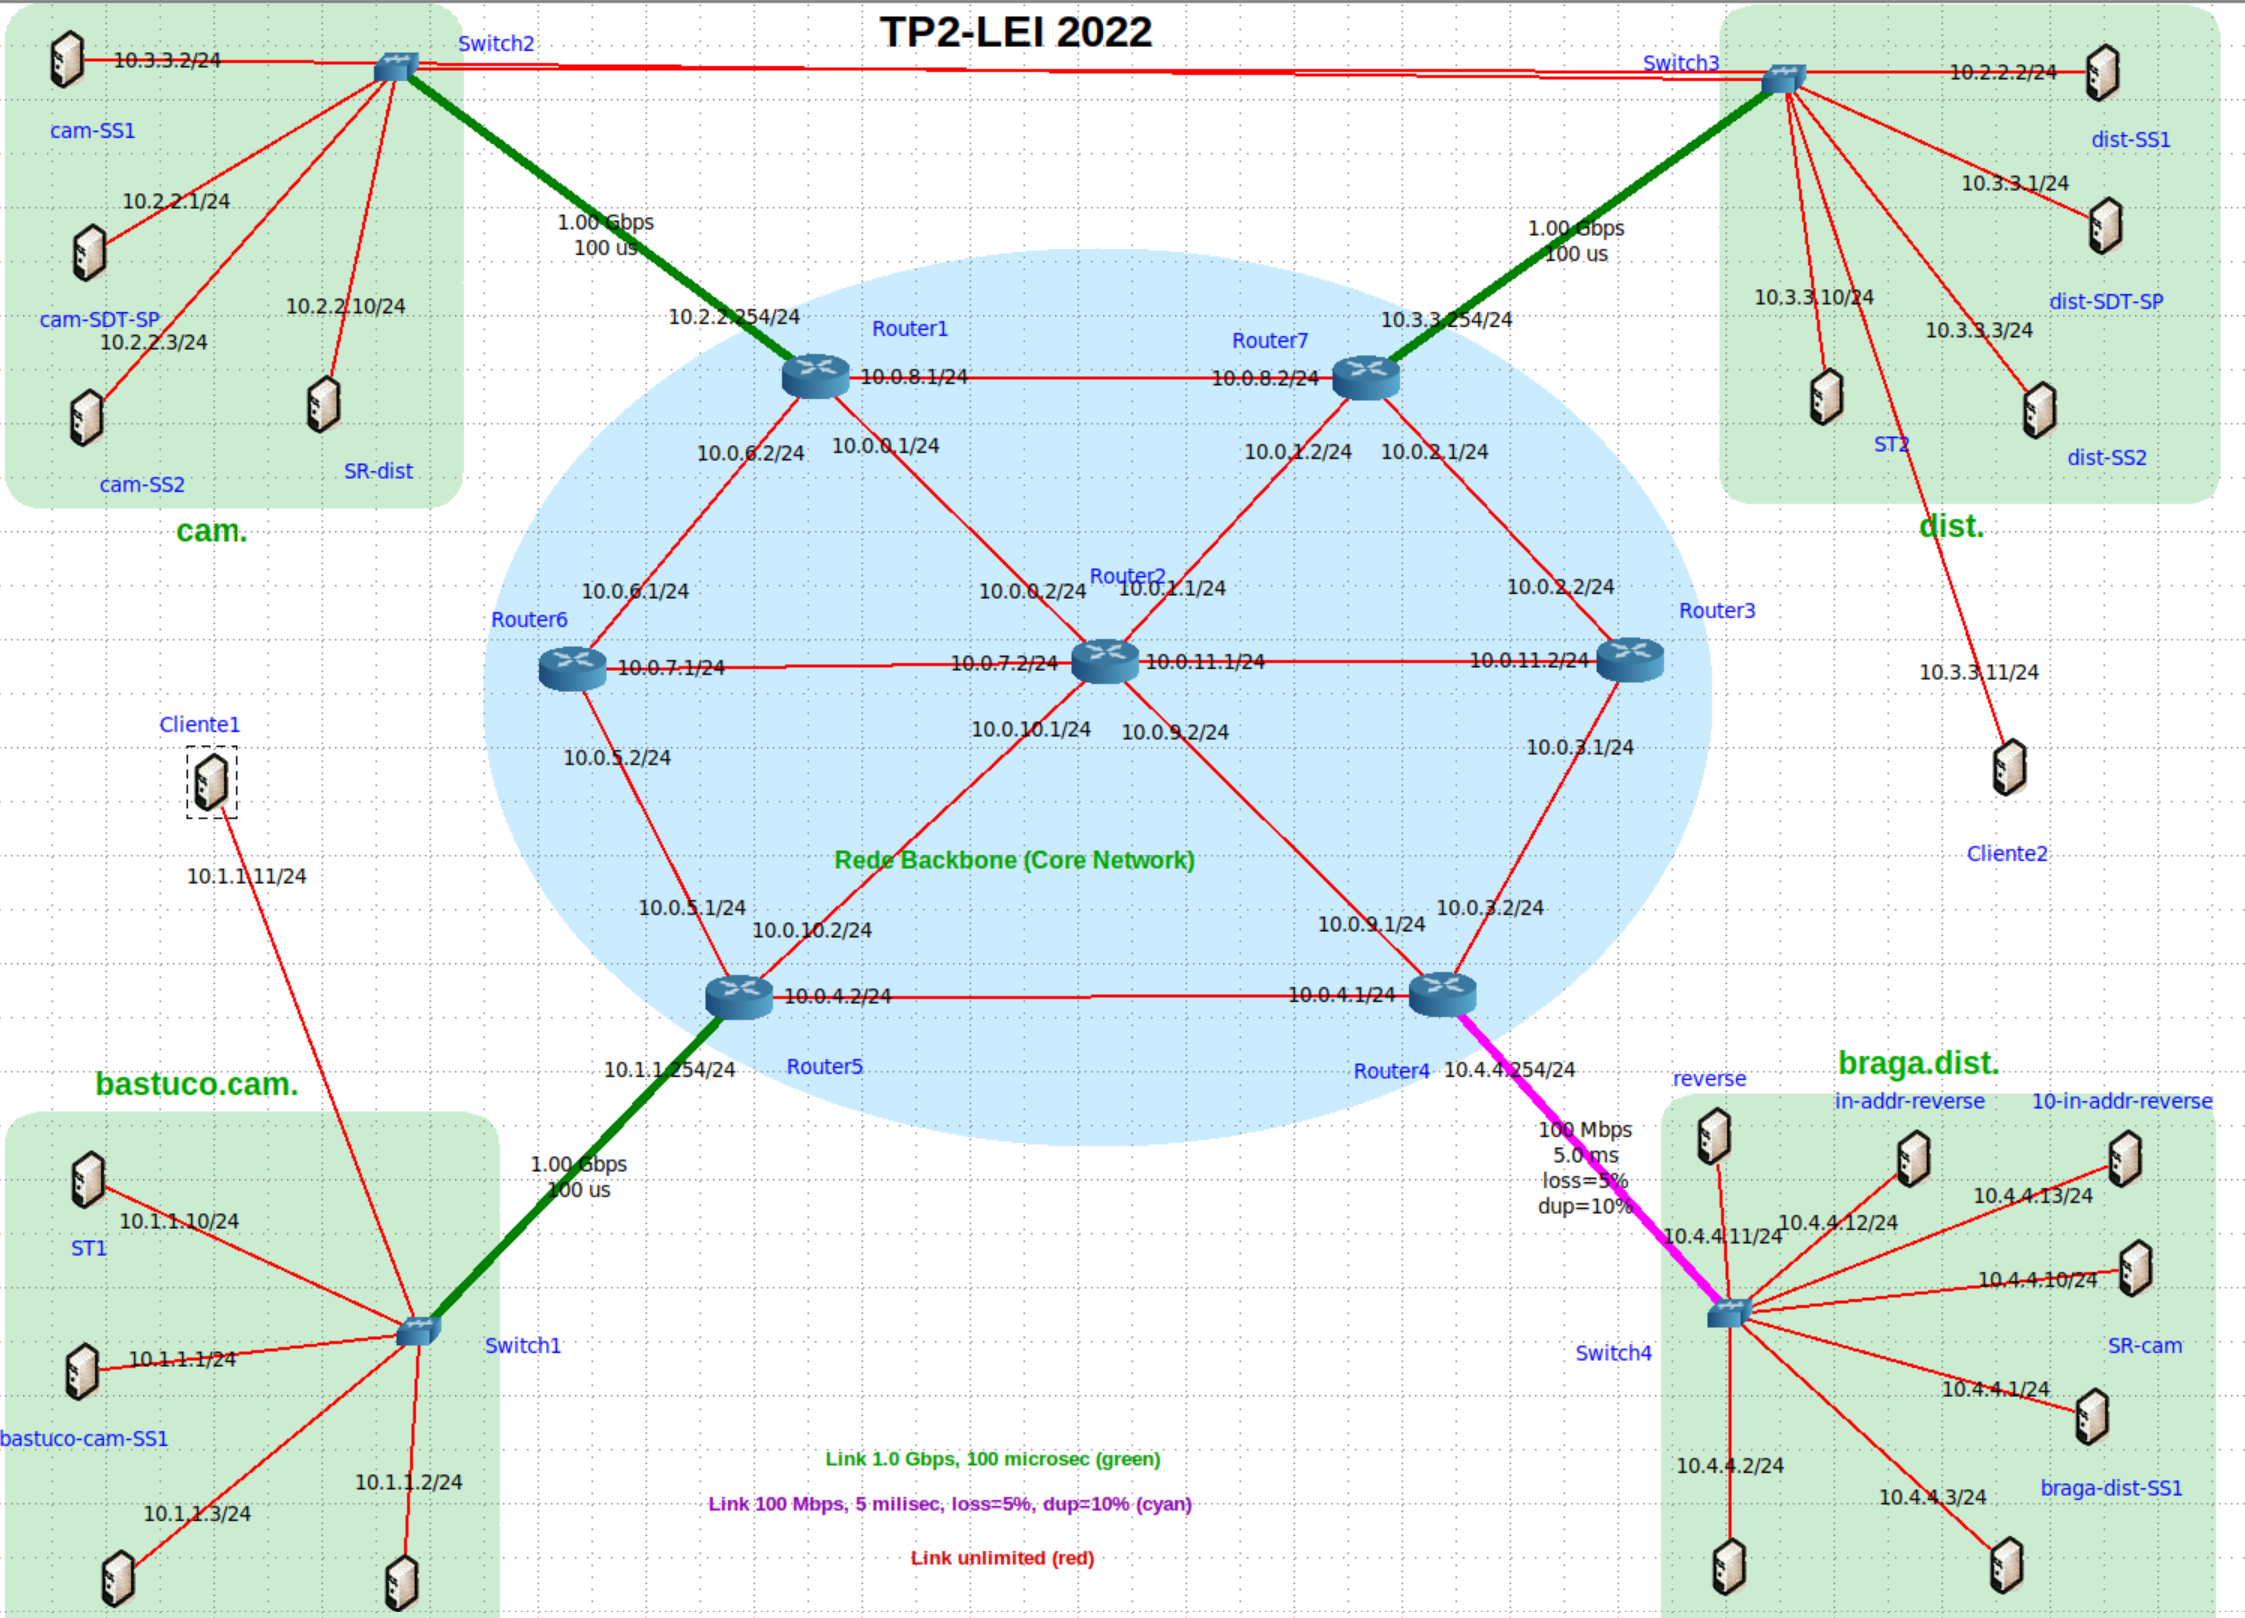 TP2-LEI 2022
Switch2
Switch3
10.3.3.2/24
10.2.2.2/24
cam-SS1
dist-SS1
10.2.2.1/24
10.3.3.1/24
1.00 Gbps
100 us
1.00 Gbps
100 us
cam-SDT-SP
10.2.2.10/24
10.2.2.3/24
10.3.3.10/24
dist-SDT-SP
10.3.3.3/24
10.2.2.254/24
Router1
Router7
10.3.3.254/24
10.0.8.1/24
10.0.8.2/24
10.0.6.2/24
10.0.0.1/24
10.0.1.2/24
10.0.2.1/24
SR-dist
cam-SS2
ST2
dist-SS2
cam.
dist.
10.0.6.1/24
10.0.0.2/24
Router2
10.0.1.1/24
10.0.2.2/24
Router6
Router3
10.0.7.1/24
10.0.7.2/24
10.0.11.1/24
10.0.11.2/24
10.3.3.11/24
Cliente1
10.0.5.2/24
10.0.10.1/24
10.0.9.2/24
10.0.3.1/24
Rede Backbone (Core Network)
Cliente2
10.1.1.11/24
10.0.5.1/24
10.0.10.2/24
10.0.9.1/24
10.0.3.2/24
10.0.4.2/24
10.0.4.1/24
10.1.1.254/24
Router5
Router4
10.4.4.254/24
bastuco.cam.
braga.dist.
reverse
in-addr-reverse
10-in-addr-reverse
1.00 Gbps
100 us
100 Mbps
5.0 ms
loss=5%
dup=10%
10.1.1.10/24
ST1
10.4.4.11/24
10.4.4.12/24
10.4.4.13/24
10.4.4.10/24
10.1.1.1/24
Switch1
Switch4
SR-cam
10.4.4.1/24
bastuco-cam-SS1
10.1.1.2/24
10.1.1.3/24
10.4.4.2/24
10.4.4.3/24
braga-dist-SS1
Link 1.0 Gbps, 100 microsec (green)
Link 100 Mbps, 5 milisec, loss=5%, dup=10% (cyan)
Link unlimited (red)